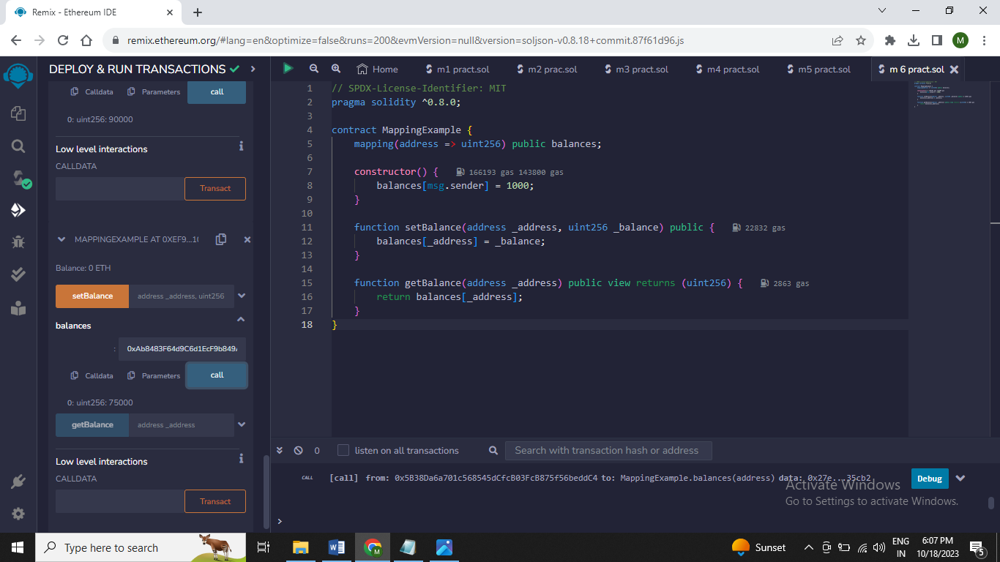 Remix - Ethereum IDE
remix.ethereum.org/#lang=en&optimize=false&runs=200&evmVersion=null&version=soljson-v0.8.18+commit.87f61d96.js
M
DEPLOY & RUN TRANSACTIONS
Calldata Parameters call
0: uint256: 90000
Low level interactions
i
CALLDATA
Transact
MAPPINGEXAMPLE AT 0XEF9...1(
Balance: 0 ETH
setBalance address _address, uint256
balances
: 0xAb8483F64d9C6d1EcF9b849
Calldata Parameters call
0: uint256: 75000
getBalance address _address
Low level interactions
i
CALLDATA
Transact
Home m1 pract.sol m2 prac.sol m3 pract.sol m4 pract.sol m5 pract.sol m 6 pract.sol
1 // SPDX-License-Identifier: MIT
2 pragma solidity ^0.8.0;
3
4 contract MappingExample {
5 mapping(address => uint256) public balances;
6
7 constructor() { 166193 gas 143800 gas
8 balances[msg.sender] = 1000;
9 }
10
11 function setBalance(address _address, uint256 _balance) public { 22832 gas
12 balances[_address] = _balance;
13 }
14
15 function getBalance(address _address) public view returns (uint256) { 2863 gas
16 return balances[_address];
17 }
18 }
0 listen on all transactions Search with transaction hash or address
CALL [call] from: 0x5B38Da6a701c568545dCfcB03FcB875f56beddC4 to: MappingExample.balances(address) data: 0x27e...35cb2 Debug
>
Activate Windows
Go to Settings to activate Windows.
Type here to search
Sunset
ENG
IN
6:07 PM
10/18/2023
5